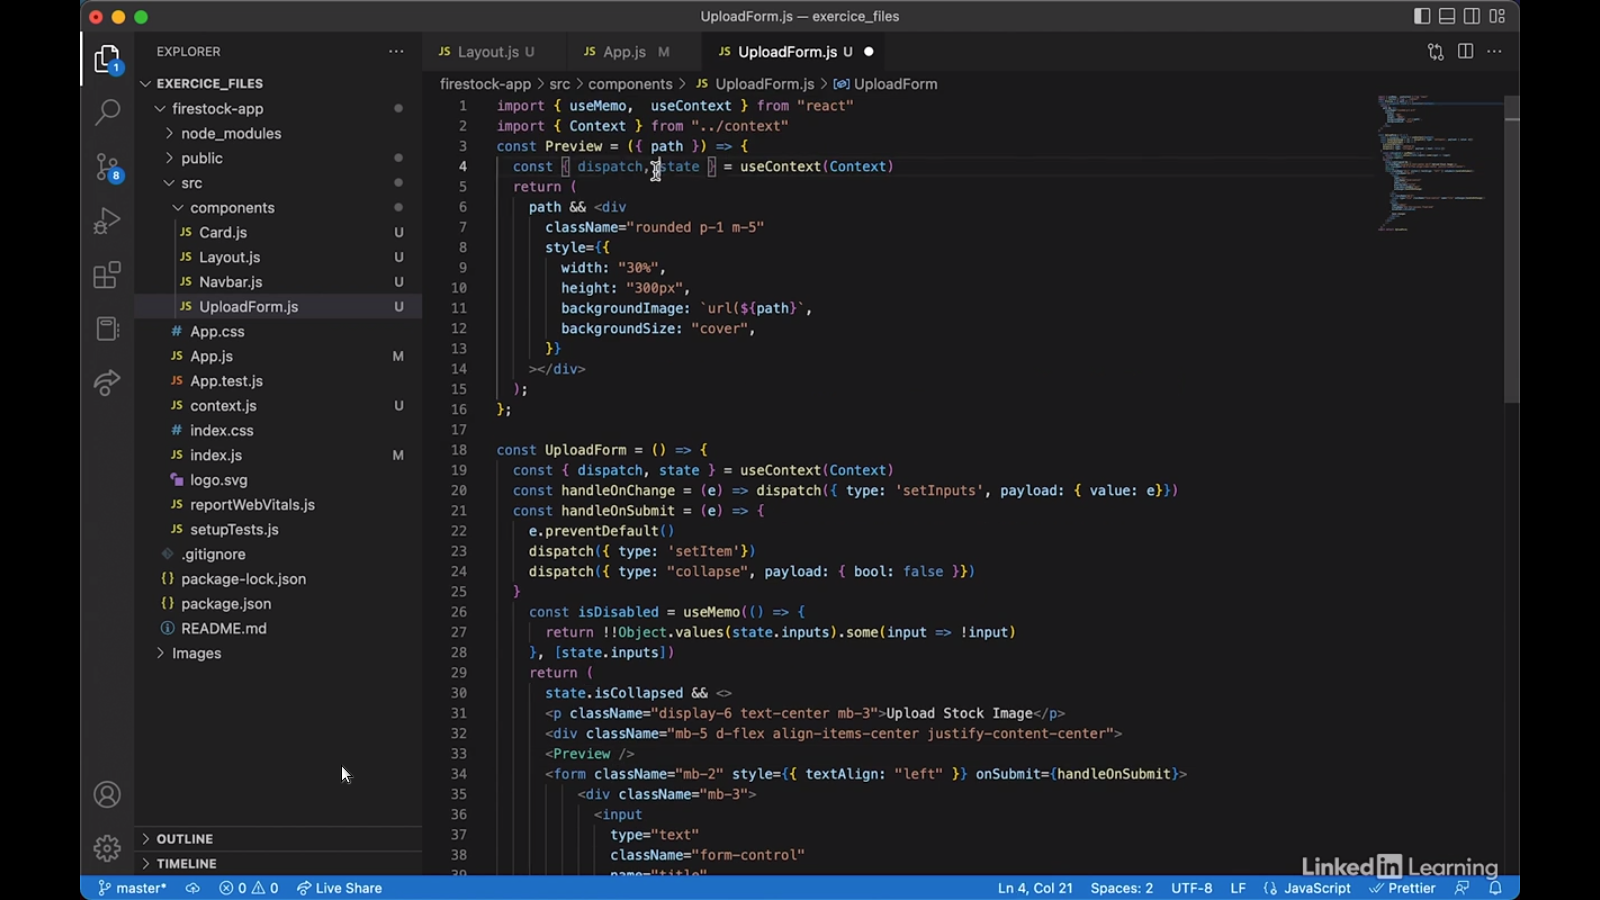 UploadForm.js — exercice_files
EXPLORER
EXERCICE_FILES
firestock-app
node_modules
public
src
components
JS Card.js U
JS Layout.js U
JS Navbar.js U
JS UploadForm.js U
# App.css
JS App.js M
JS App.test.js
JS context.js U
# index.css
JS index.js M
logo.svg
JS reportWebVitals.js
JS setupTests.js
.gitignore
{} package-lock.json
{} package.json
README.md
Images
OUTLINE
TIMELINE
1
8
JS Layout.js U
JS App.js M
JS UploadForm.js U
firestock-app > src > components > JS UploadForm.js > UploadForm
1 import { useMemo, useContext } from "react"
2 import { Context } from "../context"
3 const Preview = ({ path }) => {
4 const { dispatch, state } = useContext(Context)
5 return (
6 path && <div
7 className="rounded p-1 m-5"
8 style={{
9 width: "30%",
10 height: "300px",
11 backgroundImage: `url(${path}`,
12 backgroundSize: "cover",
13 }}
14 ></div>
15 );
16 };
17
18 const UploadForm = () => {
19 const { dispatch, state } = useContext(Context)
20 const handleOnChange = (e) => dispatch({ type: 'setInputs', payload: { value: e}})
21 const handleOnSubmit = (e) => {
22 e.preventDefault()
23 dispatch({ type: 'setItem'})
24 dispatch({ type: "collapse", payload: { bool: false }})
25 }
26 const isDisabled = useMemo(() => {
27 return !!Object.values(state.inputs).some(input => !input)
28 }, [state.inputs])
29 return (
30 state.isCollapsed && <>
31 <p className="display-6 text-center mb-3">Upload Stock Image</p>
32 <div className="mb-5 d-flex align-items-center justify-content-center">
33 <Preview />
34 <form className="mb-2" style={{ textAlign: "left" }} onSubmit={handleOnSubmit}>
35 <div className="mb-3">
36 <input
37 type="text"
38 className="form-control"
39 name="title"
LinkedIn Learning
master* 0 0 Live Share
Ln 4, Col 21 Spaces: 2 UTF-8 LF {} JavaScript Prettier